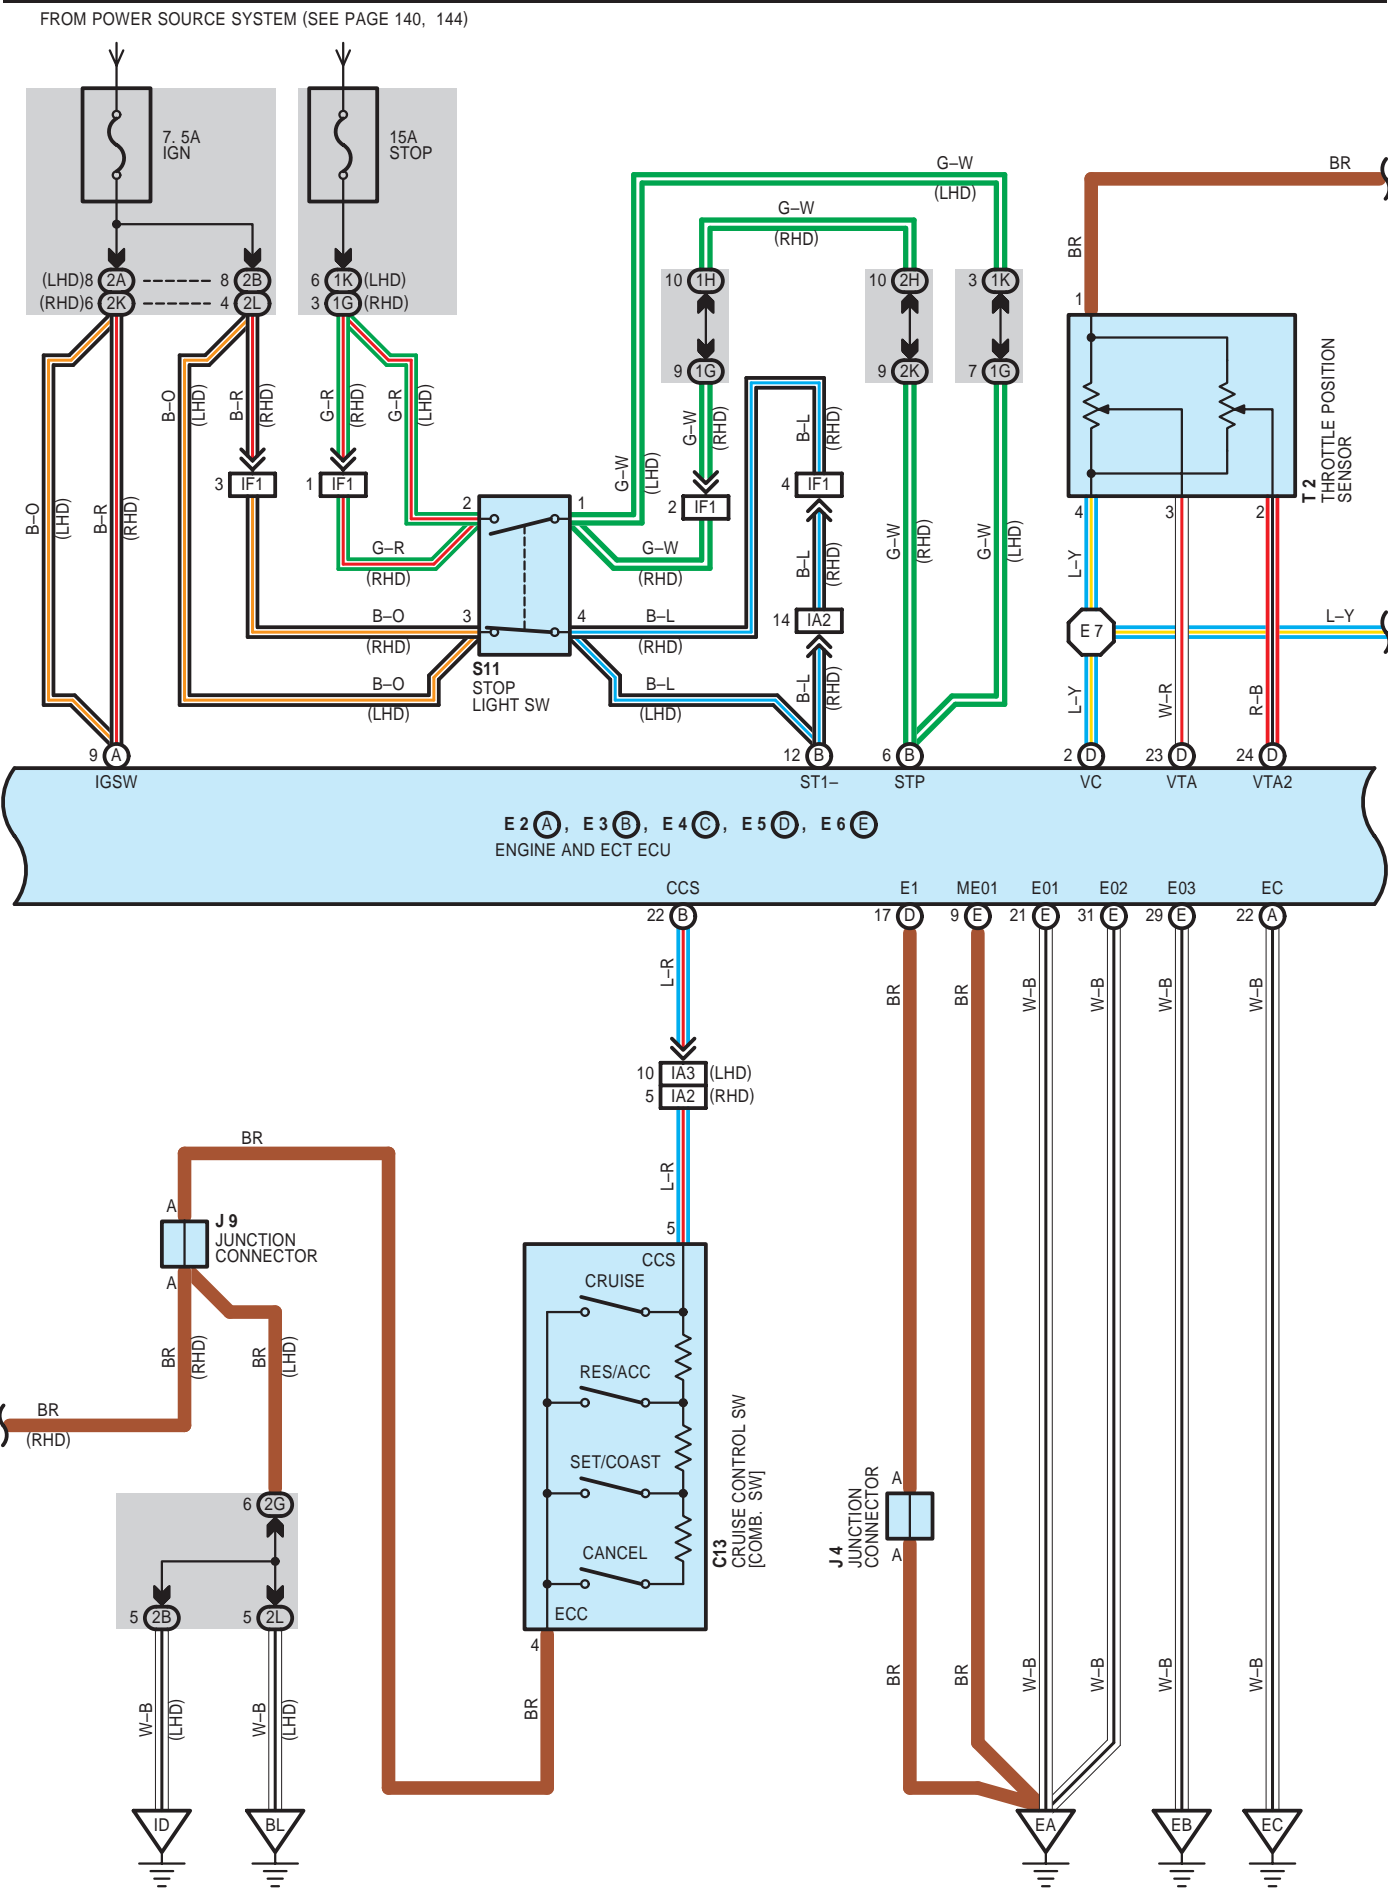 FROM POWER SOURCE SYSTEM (SEE PAGE 140, 144)
7. 5A
IGN
15A
STOP
G–W
(LHD)
BR
G–W
(RHD)
BR
(LHD) 8 2A
8 2B
6 1K (LHD)
(RHD) 6 2K
4 2L
3 1G (RHD)
10 1H
10 2H
3 1K
1
9 1G
9 2K
7 1G
T 2
THROTTLE POSITION
SENSOR
B–O
(LHD)
B–R
(RHD)
G–R
(RHD)
G–R
(LHD)
G–W
(RHD)
B–L
(RHD)
G–W
(LHD)
3 IF1
1 IF1
2 IF1
4 IF1
B–O
(LHD)
B–R
(RHD)
2
1
4
3
2
G–R
(RHD)
G–W
(RHD)
B–L
(RHD)
G–W
(RHD)
G–W
(LHD)
L–Y
B–O
(RHD)
3
4
B–L
(RHD)
14 IA2
E 7
L–Y
S11
STOP
LIGHT SW
B–O
(LHD)
B–L
(LHD)
B–L
(RHD)
L–Y
W–R
R–B
9 A
12 B
6 B
2 D
23 D
24 D
IGSW
ST1–
STP
VC
VTA
VTA2
E 2 A , E 3 B , E 4 C , E 5 D , E 6 E
ENGINE AND ECT ECU
CCS
E1
ME01
E01
E02
E03
EC
22 B
17 D
9 E
21 E
31 E
29 E
22 A
L–R
BR
BR
W–B
W–B
W–B
W–B
10 IA3 (LHD)
5 IA2 (RHD)
BR
L–R
A
J 9
JUNCTION
CONNECTOR
A
5
CCS
CRUISE
RES/ACC
SET/COAST
CANCEL
ECC
4
C13
CRUISE CONTROL SW
[COMB. SW]
BR
(RHD)
BR
(LHD)
BR
(RHD)
A
J 4
JUNCTION
CONNECTOR
A
6 2G
5 2B
5 2L
W–B
(LHD)
W–B
(LHD)
BR
BR
BR
W–B
W–B
W–B
W–B
ID
BL
EA
EB
EC